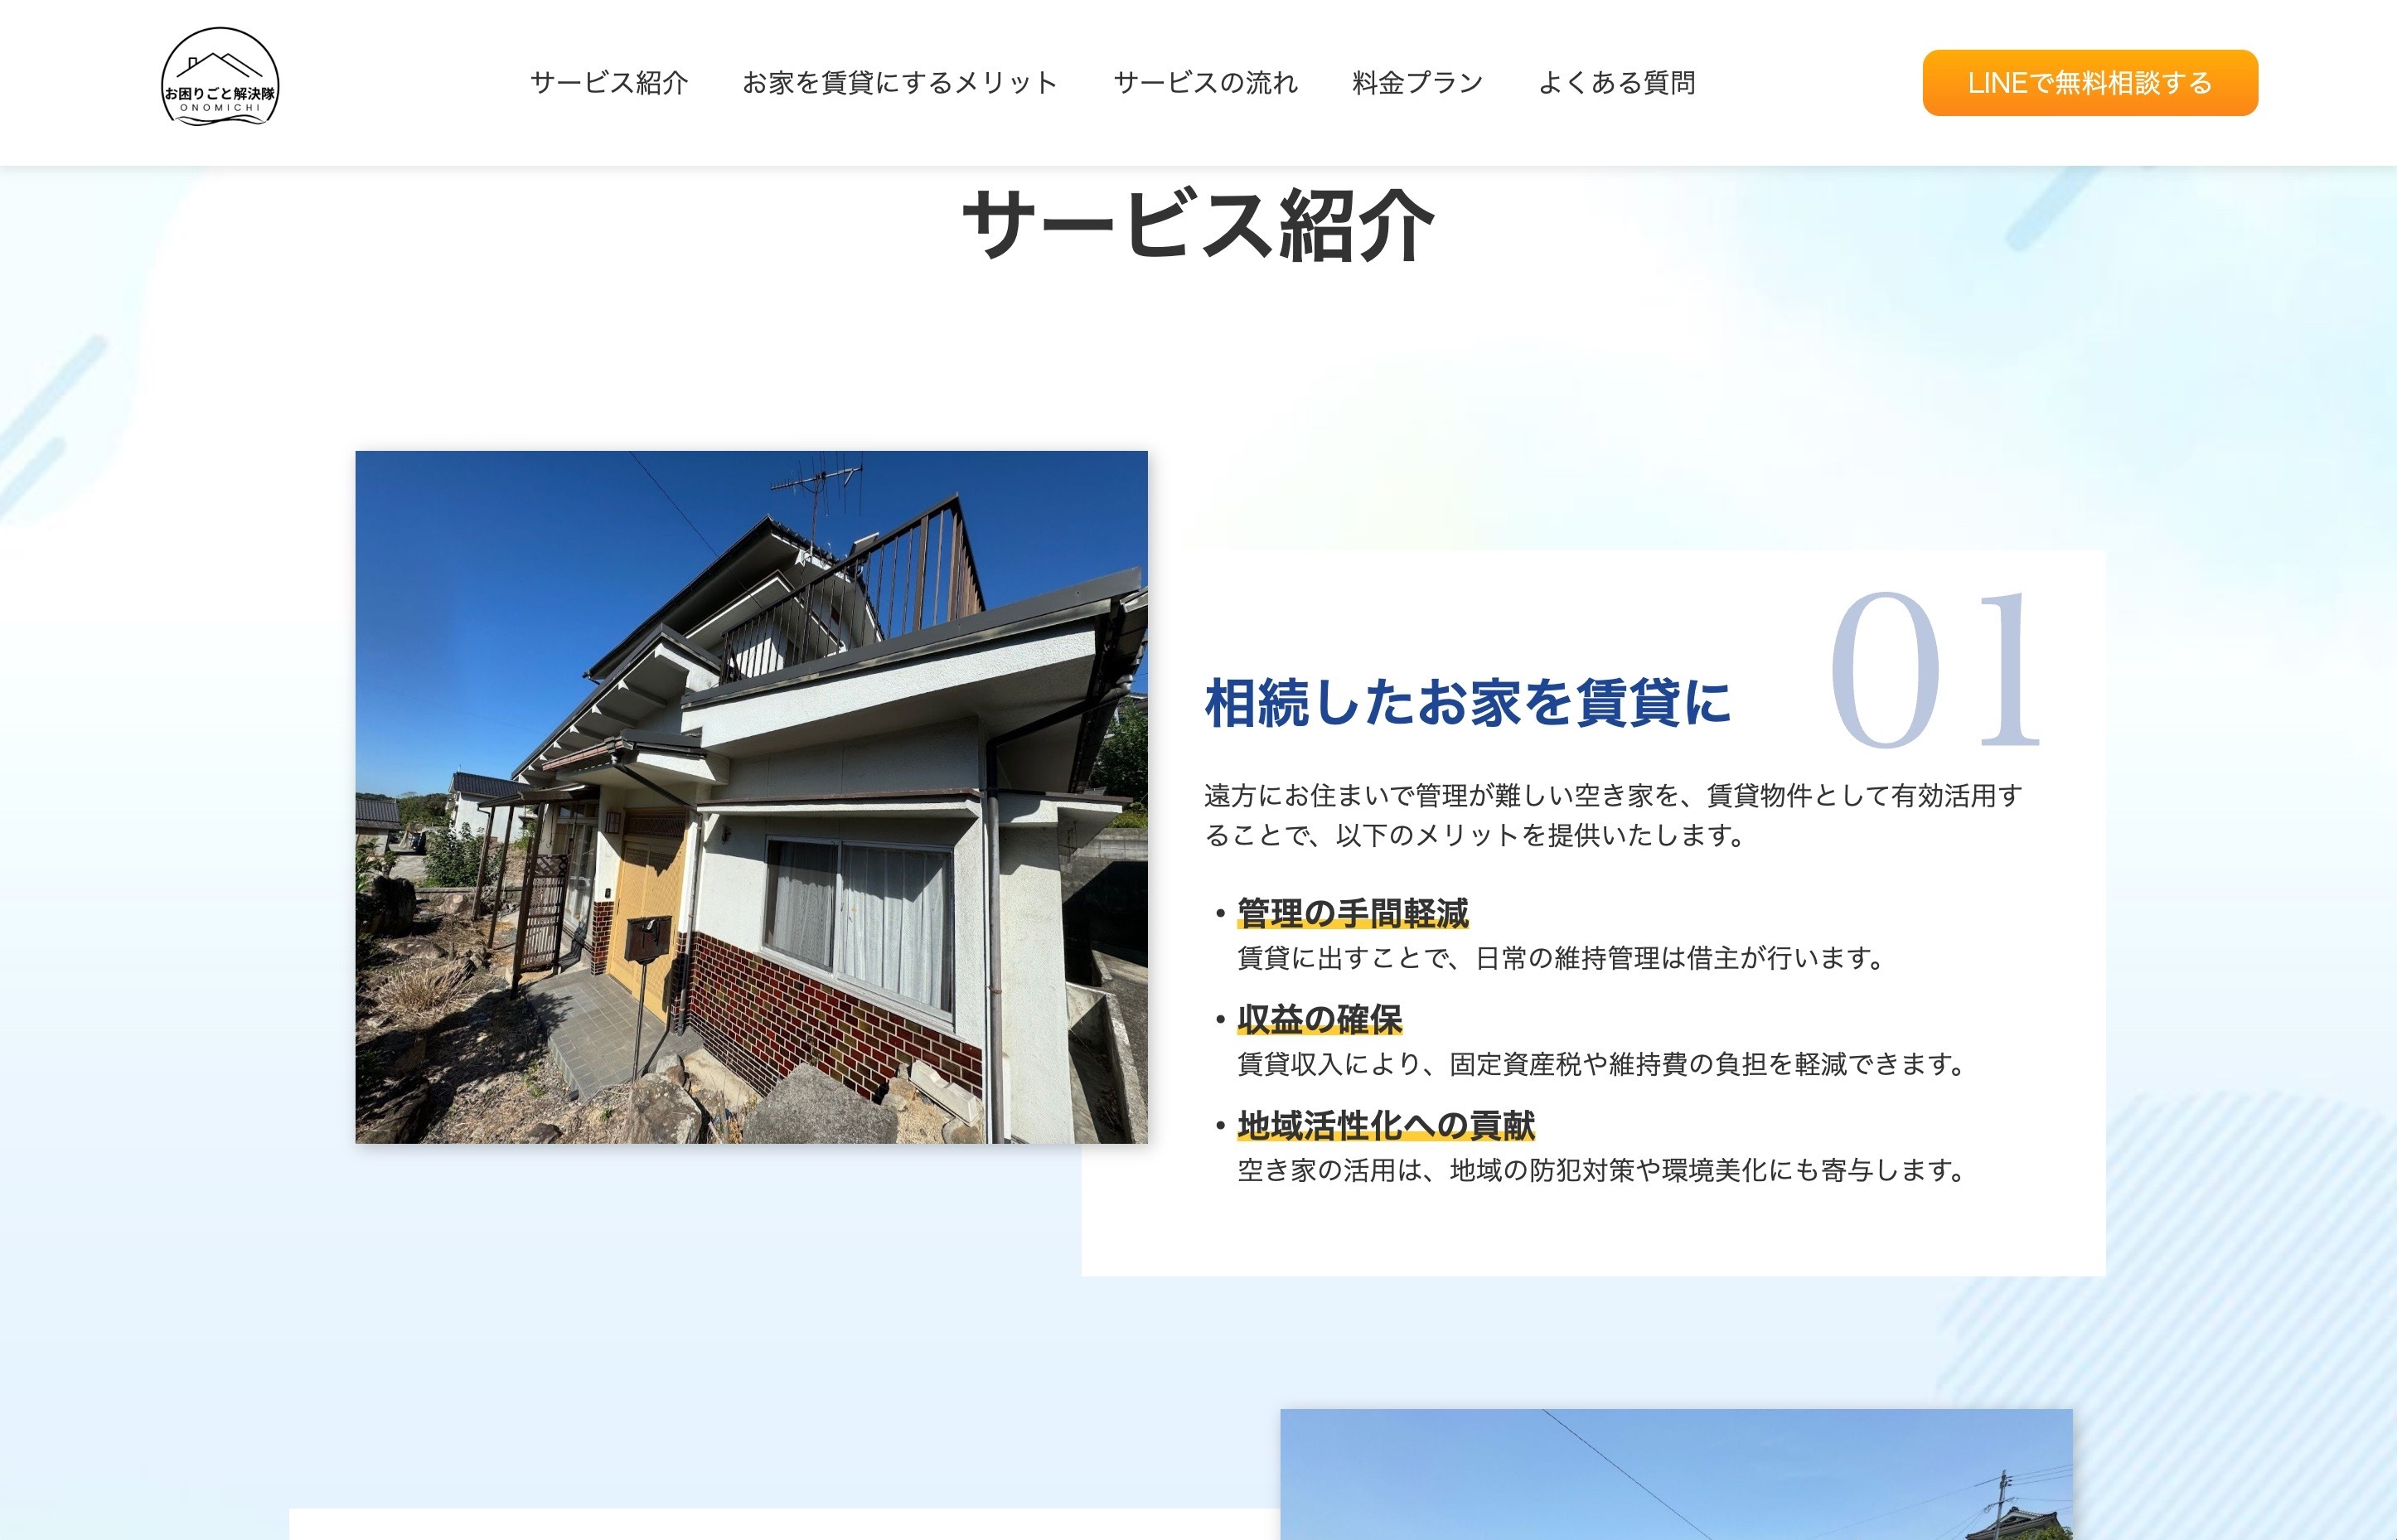 お困りごと解決隊
ONOMICHI
サービス紹介
お家を賃貸にするメリット
サービスの流れ
料金プラン
よくある質問
LINEで無料相談する
サービス紹介
01
相続したお家を賃貸に
遠方にお住まいで管理が難しい空き家を、賃貸物件として有効活用す
ることで、以下のメリットを提供いたします。
・管理の手間軽減
賃貸に出すことで、日常の維持管理は借主が行います。
・収益の確保
賃貸収入により、固定資産税や維持費の負担を軽減できます。
・地域活性化への貢献
空き家の活用は、地域の防犯対策や環境美化にも寄与します。